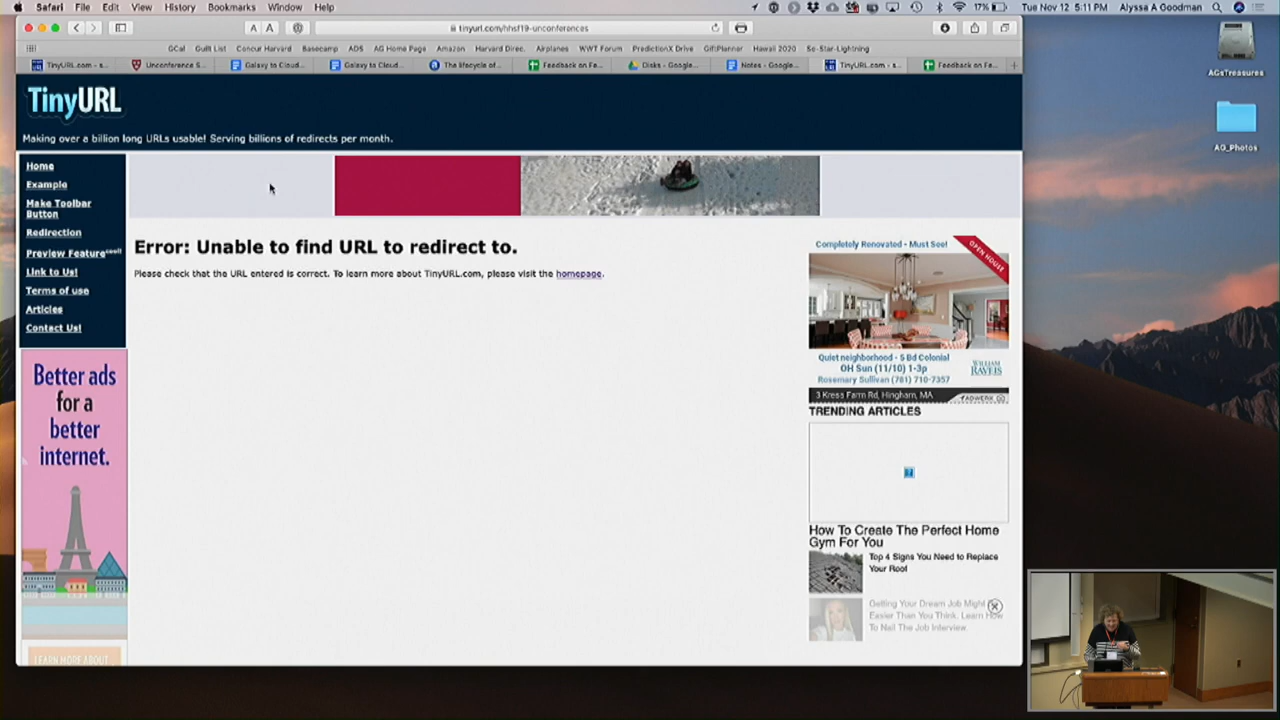 Safari File Edit View History Bookmarks Window Help 17% Tue Nov 12 5:11 PM Alyssa A Goodman
A A tinyurl.com/hhsf19-unconferences
GCal Guilt List Concur Harvard Basecamp ADS AG Home Page Amazon Harvard Direc. Airplanes WWT Forum PredictionX Drive GiftPlanner Hawaii 2020 So-Star-Lightning
TinyURL.com - s... Unconference S... Galaxy to Cloud... Galaxy to Cloud... The lifecycle of... Feedback on Fe... Disks - Google... Notes - Google... TinyURL.com - s... Feedback on Fe...
AGsTreasures
AG_Photos
TinyURL
Making over a billion long URLs usable! Serving billions of redirects per month.
Home
Example
Make Toolbar
Button
Redirection
Preview Feature cool!
Link to Us!
Terms of use
Articles
Contact Us!
Error: Unable to find URL to redirect to.
Please check that the URL entered is correct. To learn more about TinyURL.com, please visit the homepage.
Completely Renovated - Must See!
OPEN HOUSE
Quiet neighborhood - 5 Bd Colonial
OH Sun (11/10) 1-3p
Rosemary Sullivan (781) 710-7357
WILLIAM
RAVEIS
3 Kress Farm Rd, Hingham, MA
ADWERX
TRENDING ARTICLES
?
How To Create The Perfect Home
Gym For You
Top 4 Signs You Need to Replace
Your Roof
Getting Your Dream Job Might
Easier Than You Think. Learn How
To Nail The Job Interview.
Better ads
for a
better
internet.
LEARN MORE ABOUT